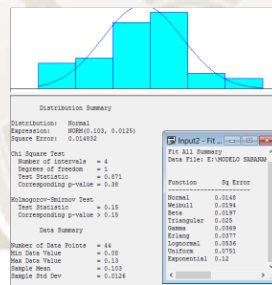 Distribution Summary
Distribution: Normal
Expression: NORM(0.103, 0.0125)
Square Error: 0.014832
Chi Square Test
Number of intervals = 4
Degrees of freedom = 1
Test Statistic = 0.871
Corresponding p-value = 0.38
Kolmogorov-Smirnov Test
Test Statistic = 0.15
Corresponding p-value > 0.15
Data Summary
Number of Data Points = 44
Min Data Value = 0.08
Max Data Value = 0.13
Sample Mean = 0.103
Sample Std Dev = 0.0126
Input2 - Fit ...
Fit All Summary
Data File: E:\MODELO SABANA
Function Sq Error
Normal 0.0148
Weibull 0.0194
Beta 0.0197
Triangular 0.025
Gamma 0.0369
Erlang 0.0377
Lognormal 0.0536
Uniform 0.0751
Exponential 0.12